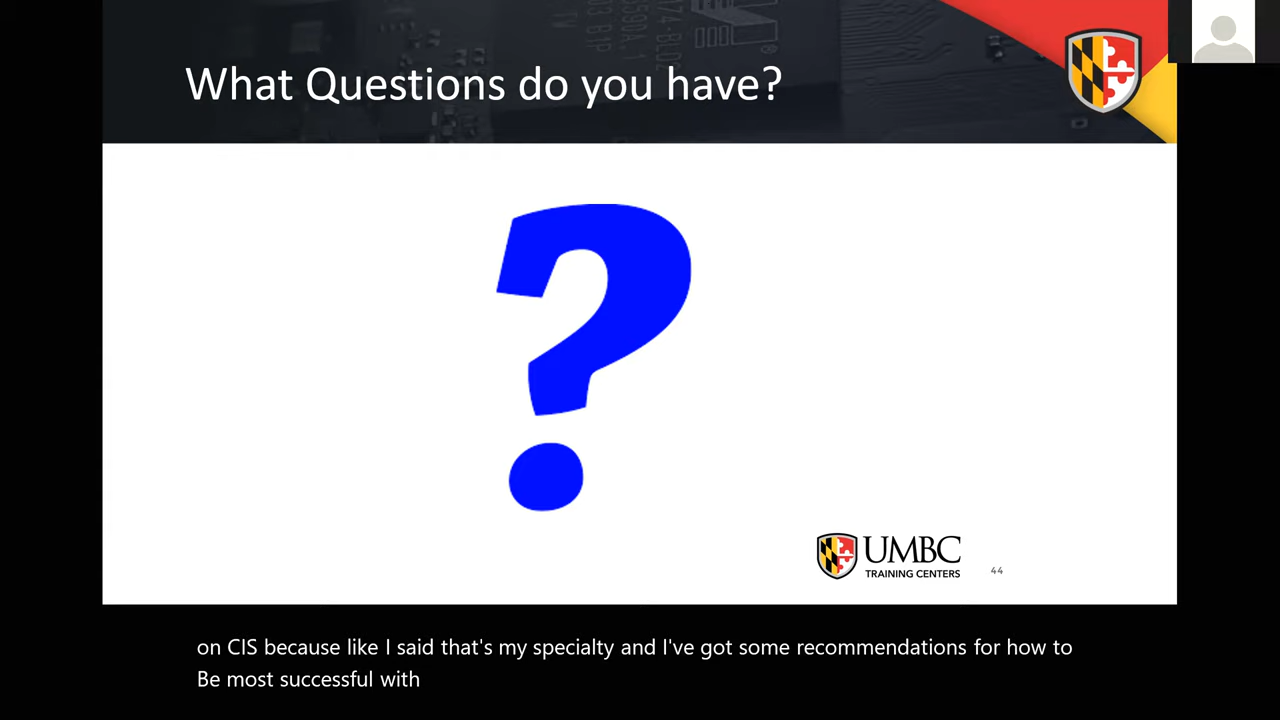 What Questions do you have?
?
UMBC
TRAINING CENTERS
44
on CIS because like I said that's my specialty and I've got some recommendations for how to
Be most successful with